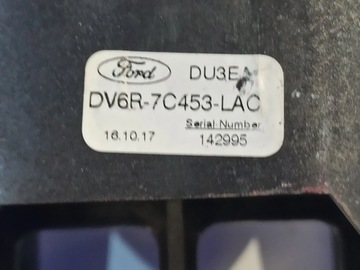 Ford DU3EA
DV6R-7C453-LAC
Serial Number
16.10.17 142995